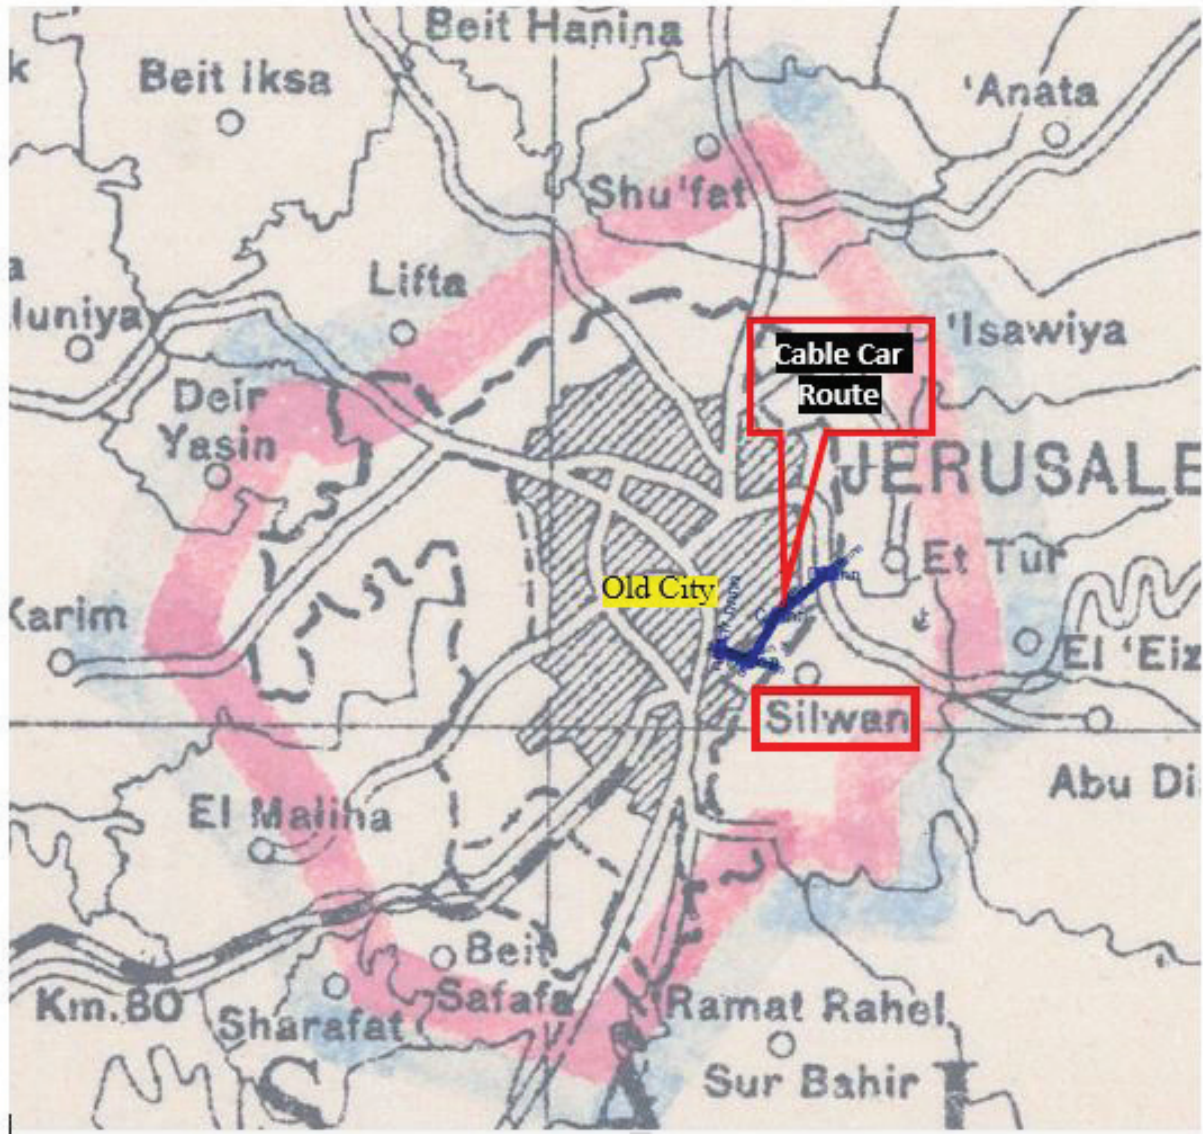 Beit Hanina
k
Beit Iksa
'Anata
Shu'fat
a
Lifta
luniya
'Isawiya
Cable Car
Route
Deir
Yasin
JERUSALE
Et Tur
Old City
Karim
El 'Eiz
Silwan
Abu Di
El Maliha
Beit
Safafa
Km.80
Sharafat
Ramat Rahel
Sur Bahir
S
A
I